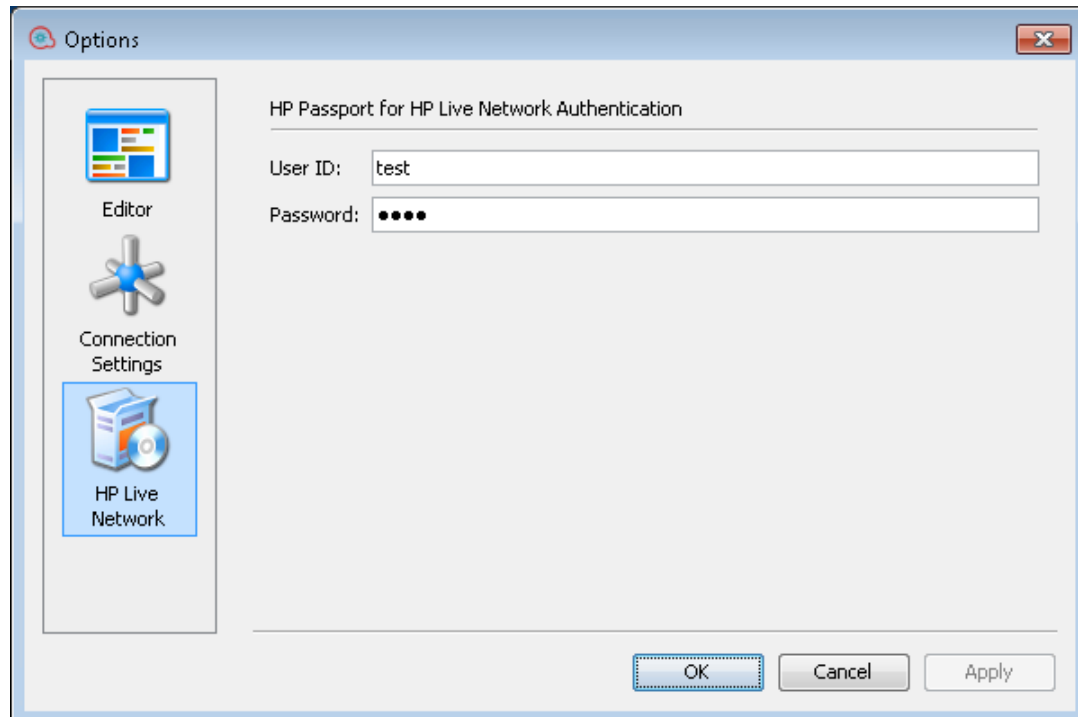 Options
Editor
Connection
Settings
HP Live
Network
HP Passport for HP Live Network Authentication
User ID: test
Password: ●●●●
OK Cancel Apply